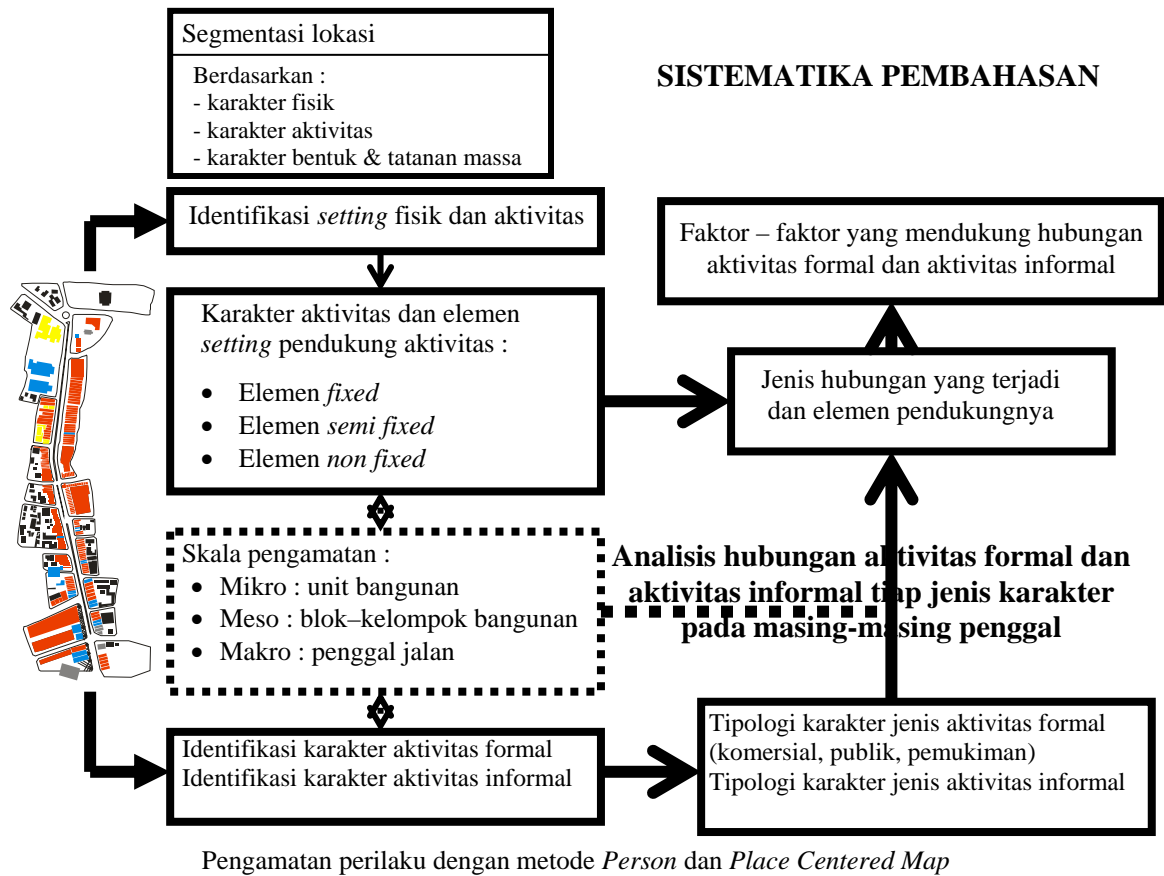 Segmentasi lokasi
Berdasarkan :
- karakter fisik
- karakter aktivitas
- karakter bentuk & tatanan massa
SISTEMATIKA PEMBAHASAN
Identifikasi setting fisik dan aktivitas
Karakter aktivitas dan elemen
setting pendukung aktivitas :
• Elemen fixed
• Elemen semi fixed
• Elemen non fixed
Faktor – faktor yang mendukung hubungan
aktivitas formal dan aktivitas informal
Jenis hubungan yang terjadi
dan elemen pendukungnya
Skala pengamatan :
• Mikro : unit bangunan
• Meso : blok–kelompok bangunan
• Makro : penggal jalan
Analisis hubungan aktivitas formal dan
aktivitas informal tiap jenis karakter
pada masing-masing penggal
Identifikasi karakter aktivitas formal
Identifikasi karakter aktivitas informal
Tipologi karakter jenis aktivitas formal
(komersial, publik, pemukiman)
Tipologi karakter jenis aktivitas informal
Pengamatan perilaku dengan metode Person dan Place Centered Map